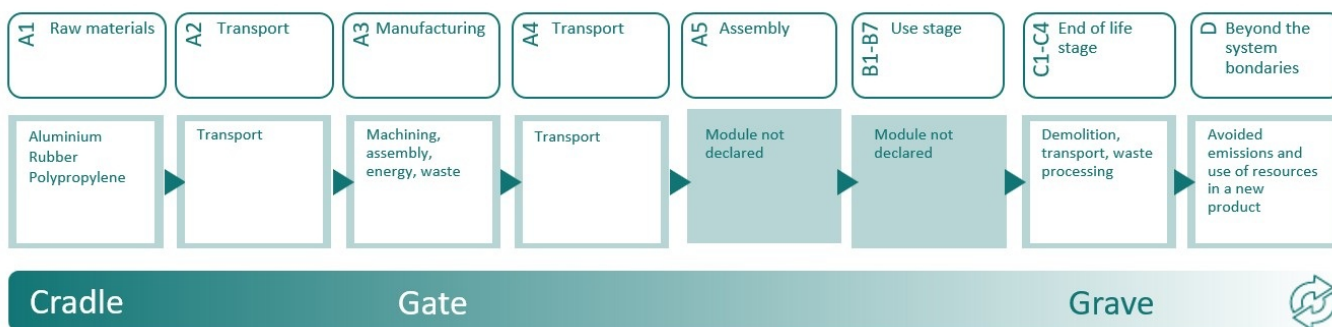 A1 Raw materials
A2 Transport
A3 Manufacturing
A4 Transport
A5 Assembly
B1-B7 Use stage
C1-C4 End of life
stage
D Beyond the
system
bondaries
Aluminium
Rubber
Polypropylene
Transport
Machining,
assembly,
energy, waste
Transport
Module not
declared
Module not
declared
Demolition,
transport, waste
processing
Avoided
emissions and
use of resources
in a new
product
Cradle
Gate
Grave